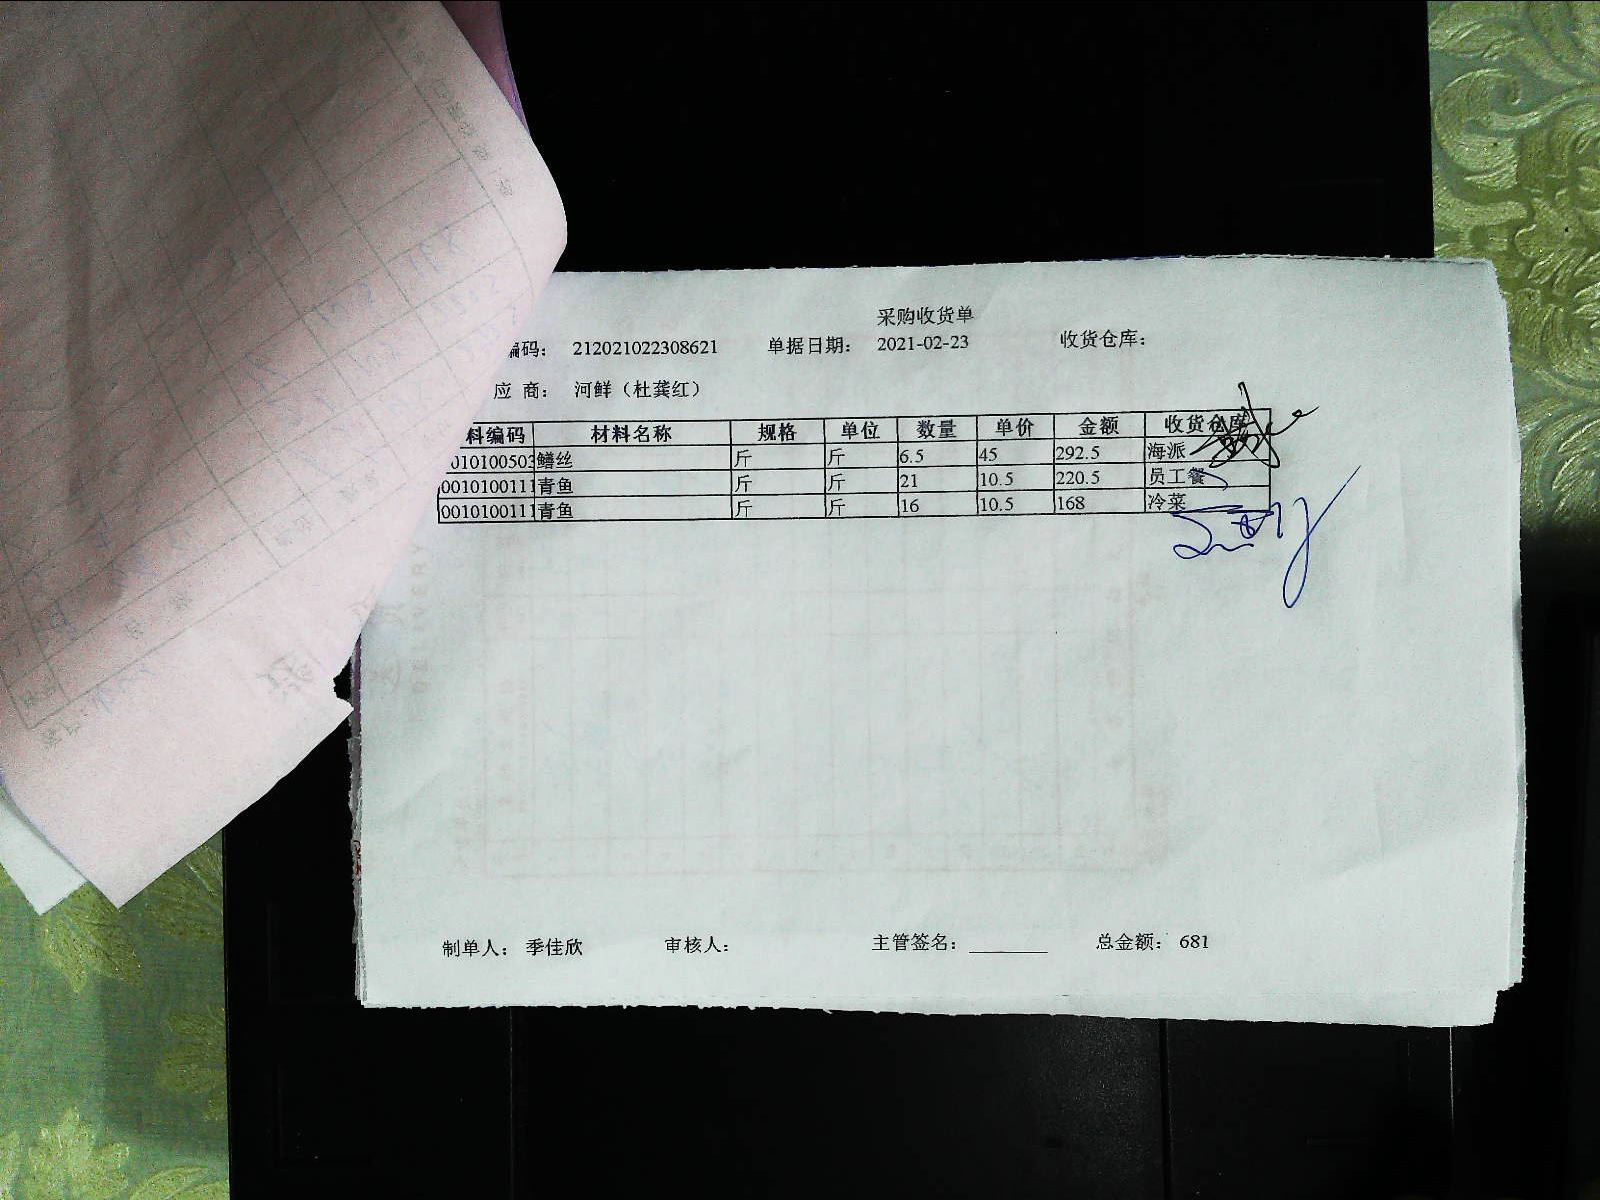 采购收货单
编码： 212021022308621 单据日期： 2021-02-23 收货仓库：
应 商： 河鲜（杜龚红）
料编码 材料名称 规格 单位 数量 单价 金额 收货仓库
010100503 鳝丝 斤 斤 6.5 45 292.5 海派
0010100111 青鱼 斤 斤 21 10.5 220.5 员工餐
0010100111 青鱼 斤 斤 16 10.5 168 冷菜
制单人： 季佳欣 审核人： 主管签名： 总金额： 681